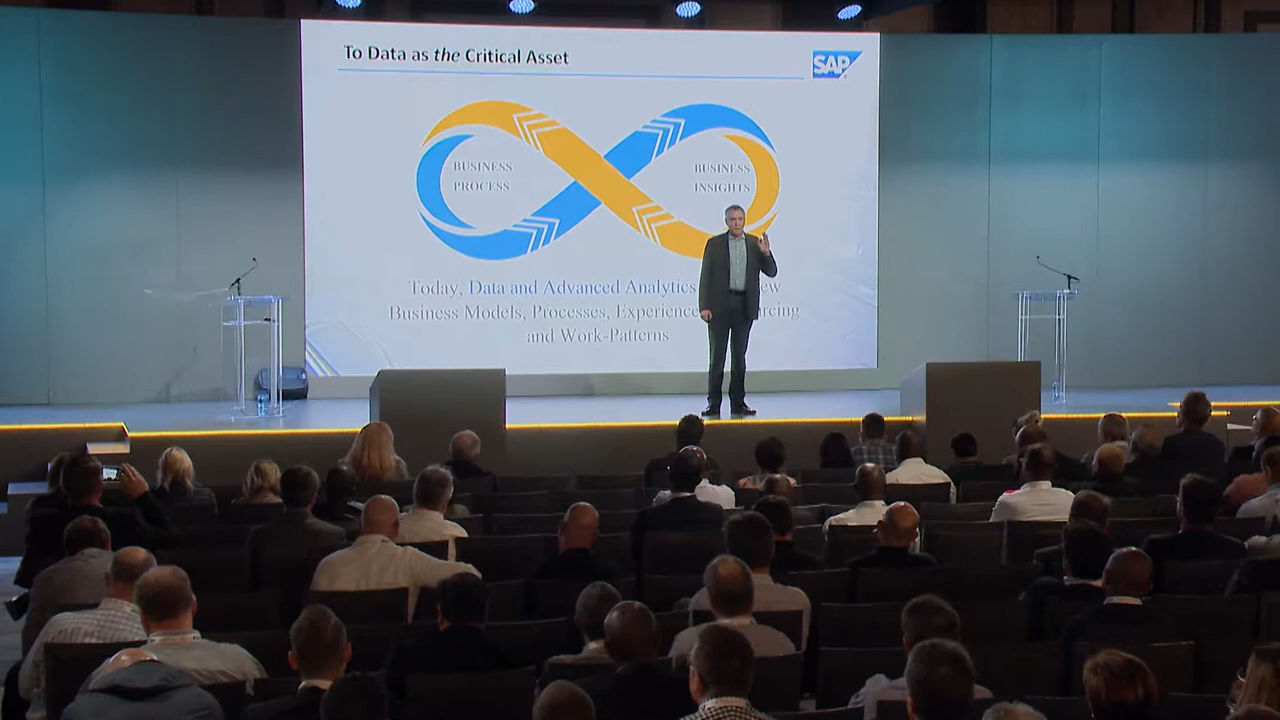 To Data as the Critical Asset
SAP
BUSINESS
PROCESS
BUSINESS
INSIGHTS
Today, Data and Advanced Analytics
Business Models, Processes, Experience
and Work-Patterns